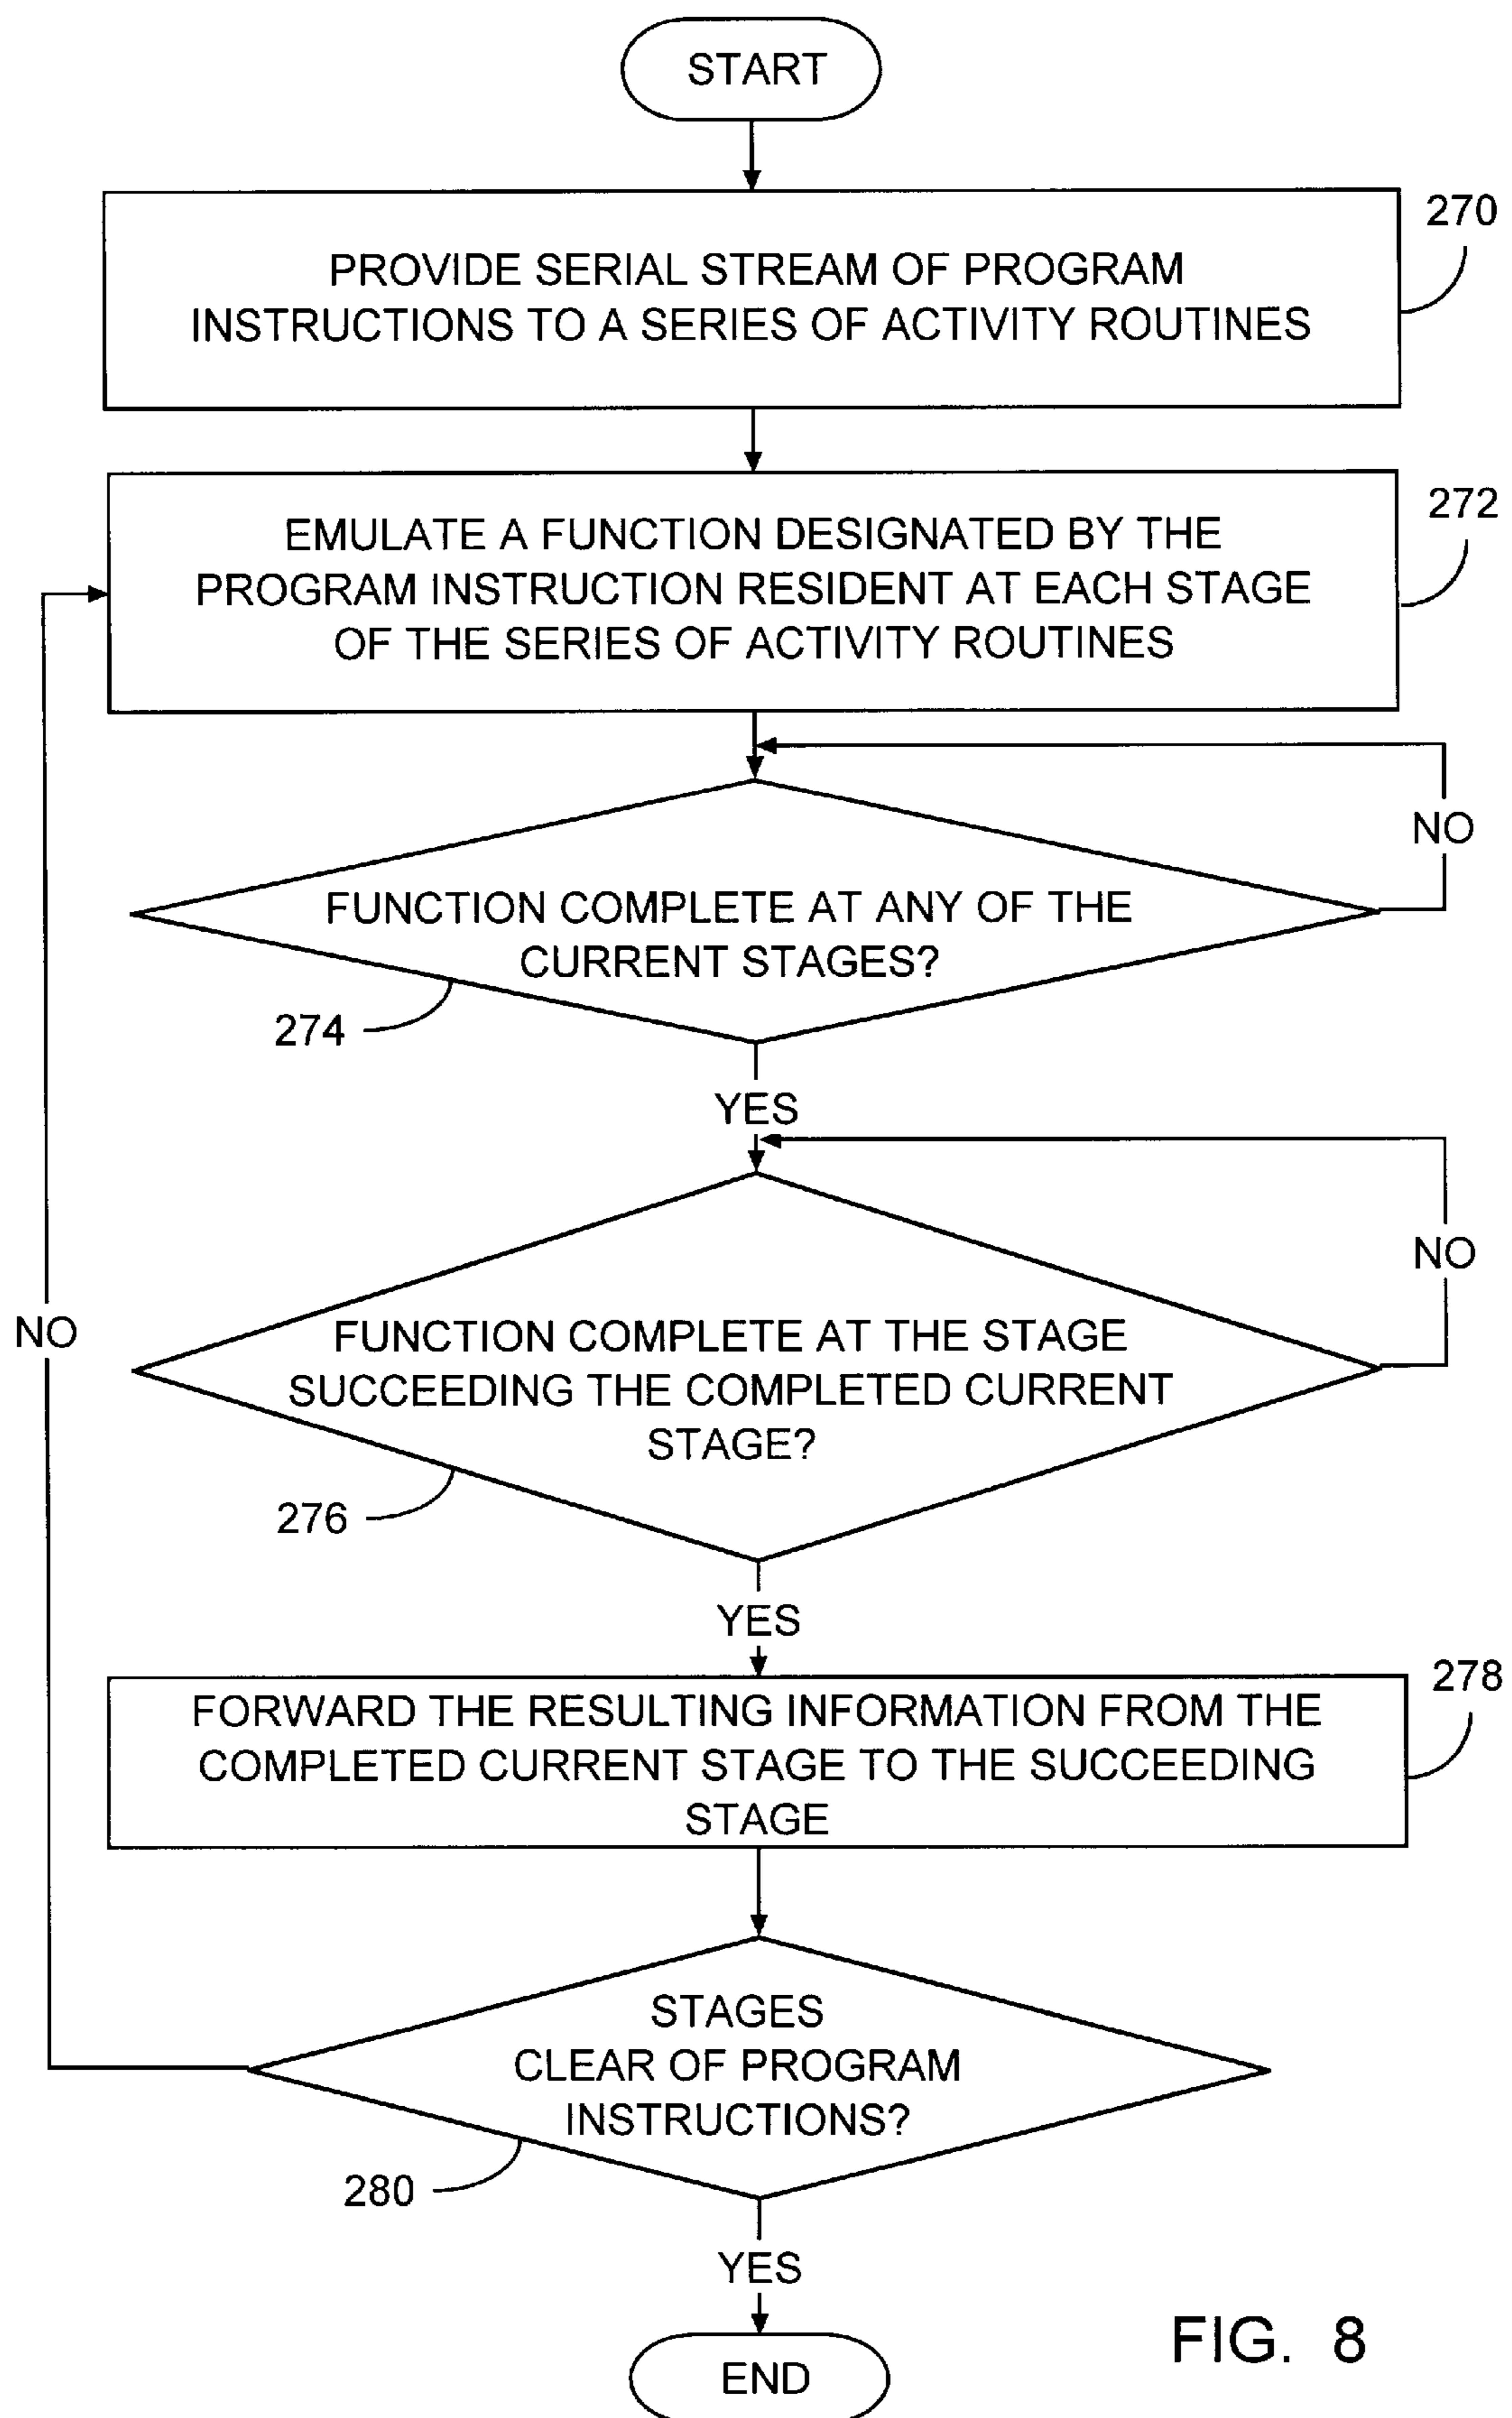 START
270
PROVIDE SERIAL STREAM OF PROGRAM
INSTRUCTIONS TO A SERIES OF ACTIVITY ROUTINES
272
EMULATE A FUNCTION DESIGNATED BY THE
PROGRAM INSTRUCTION RESIDENT AT EACH STAGE
OF THE SERIES OF ACTIVITY ROUTINES
NO
FUNCTION COMPLETE AT ANY OF THE
CURRENT STAGES?
274
YES
NO
NO
FUNCTION COMPLETE AT THE STAGE
SUCCEEDING THE COMPLETED CURRENT
STAGE?
276
YES
278
FORWARD THE RESULTING INFORMATION FROM THE
COMPLETED CURRENT STAGE TO THE SUCCEEDING
STAGE
STAGES
CLEAR OF PROGRAM
INSTRUCTIONS?
280
YES
END
FIG. 8